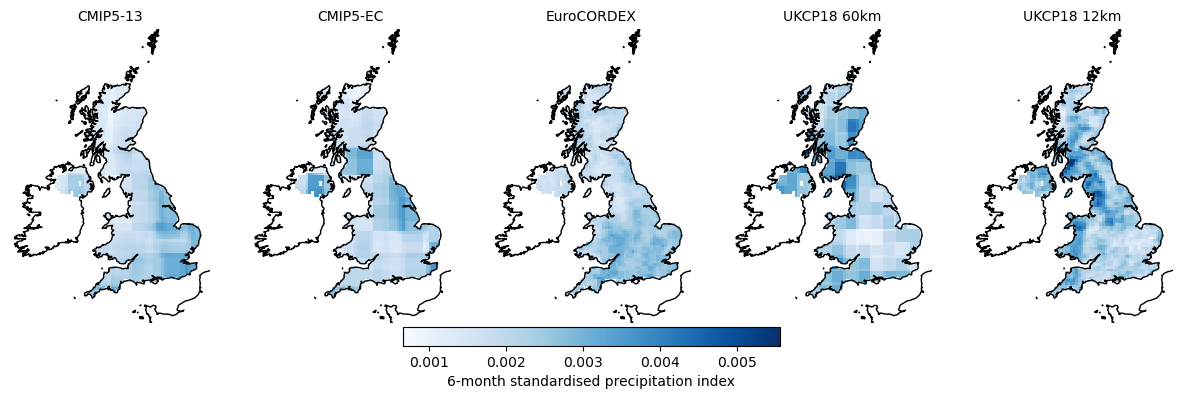 CMIP5-13 CMIP5-EC EuroCORDEX UKCP18 60km UKCP18 12km
0.001 0.002 0.003 0.004 0.005
6-month standardised precipitation index